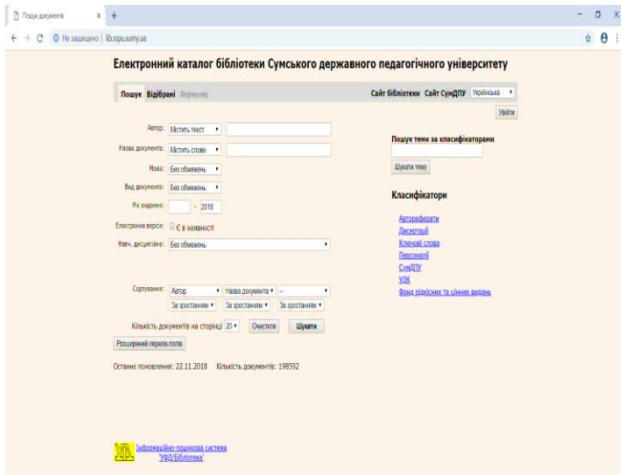 Пошук документів
Не защищено | lib.sspu.sumy.ua
Електронний каталог бібліотеки Сумського державного педагогічного університету
Пошук Відібрані Формуляр Сайт бібліотеки Сайт СумДПУ Українська
Увійти
Автор: Містить текст
Назва документа: Містить слова
Мова: Без обмежень
Вид документа: Без обмежень
Рік видання: - 2018
Електронна версія: Є в наявності
Навч. дисципліна: Без обмежень
Сортування: Автор Назва документа --
За зростанням За зростанням За зростанням
Кількість документів на сторінці 20 Очистити Шукати
Розширений перелік полів
Останнє поновлення: 22.11.2018 Кількість документів: 198592
Пошук теми за класифікаторами
Шукати тему
Класифікатори
Автореферати
Дисертації
Ключові слова
Персоналії
СумДПУ
УДК
Фонд рідкісних та цінних видань
Інформаційно-пошукова система
'УФД/Бібліотека'